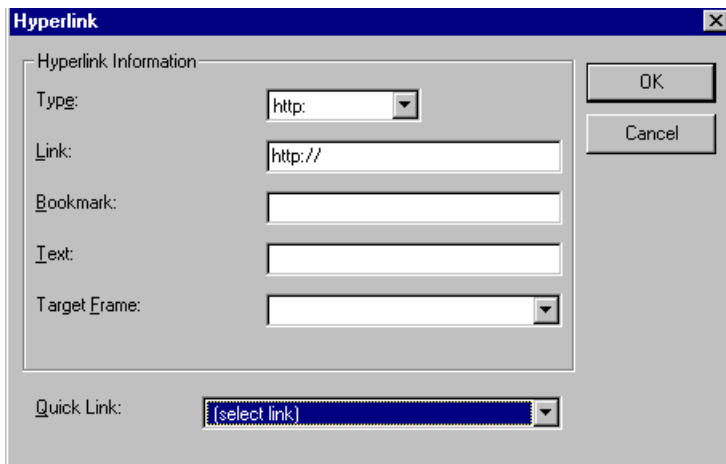 Hyperlink
Hyperlink Information
Type: http:
OK
Link: http://
Cancel
Bookmark:
Text:
Target Frame:
Quick Link: (select link)